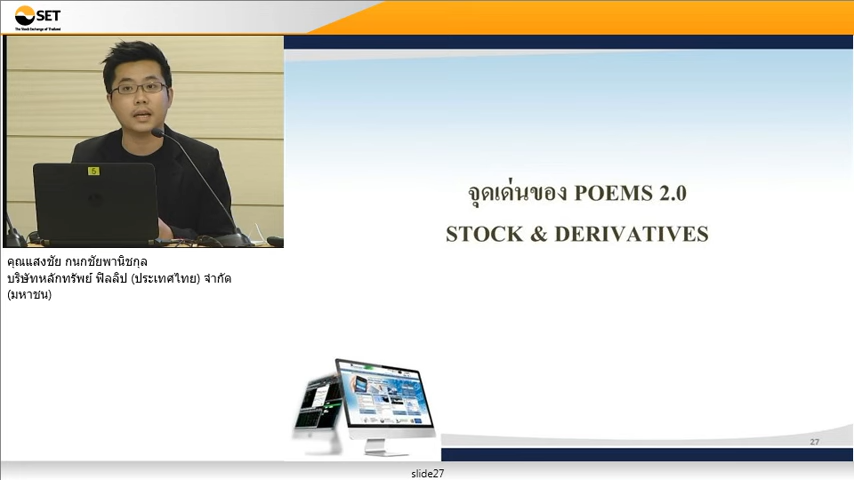 SET
The Stock Exchange of Thailand
5
คุณแสงชัย กนกชัยพานิชกุล
บริษัทหลักทรัพย์ ฟิลลิป (ประเทศไทย) จำกัด
(มหาชน)
จุดเด่นของ POEMS 2.0
STOCK & DERIVATIVES
27
slide27